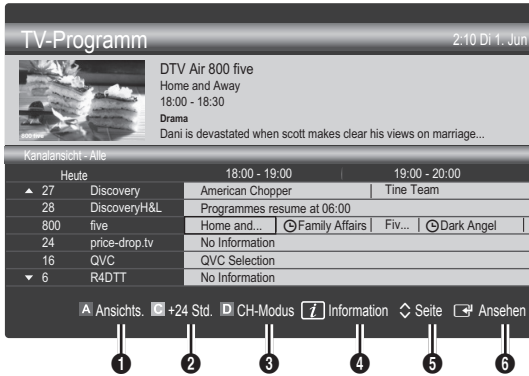 TV-Programm 2:10 Di 1. Jun
DTV Air 800 five
Home and Away
18:00 - 18:30
Drama
Dani is devastated when scott makes clear his views on marriage...
800 five
Kanalansicht - Alle
Heute 18:00 - 19:00 19:00 - 20:00
▲ 27 Discovery American Chopper Tine Team
28 DiscoveryH&L Programmes resume at 06:00
800 five Home and... Family Affairs Fiv... Dark Angel
24 price-drop.tv No Information
16 QVC QVC Selection
▼ 6 R4DTT No Information
A Ansichts. C +24 Std. D CH-Modus i Information Seite Ansehen
1 2 3 4 5 6